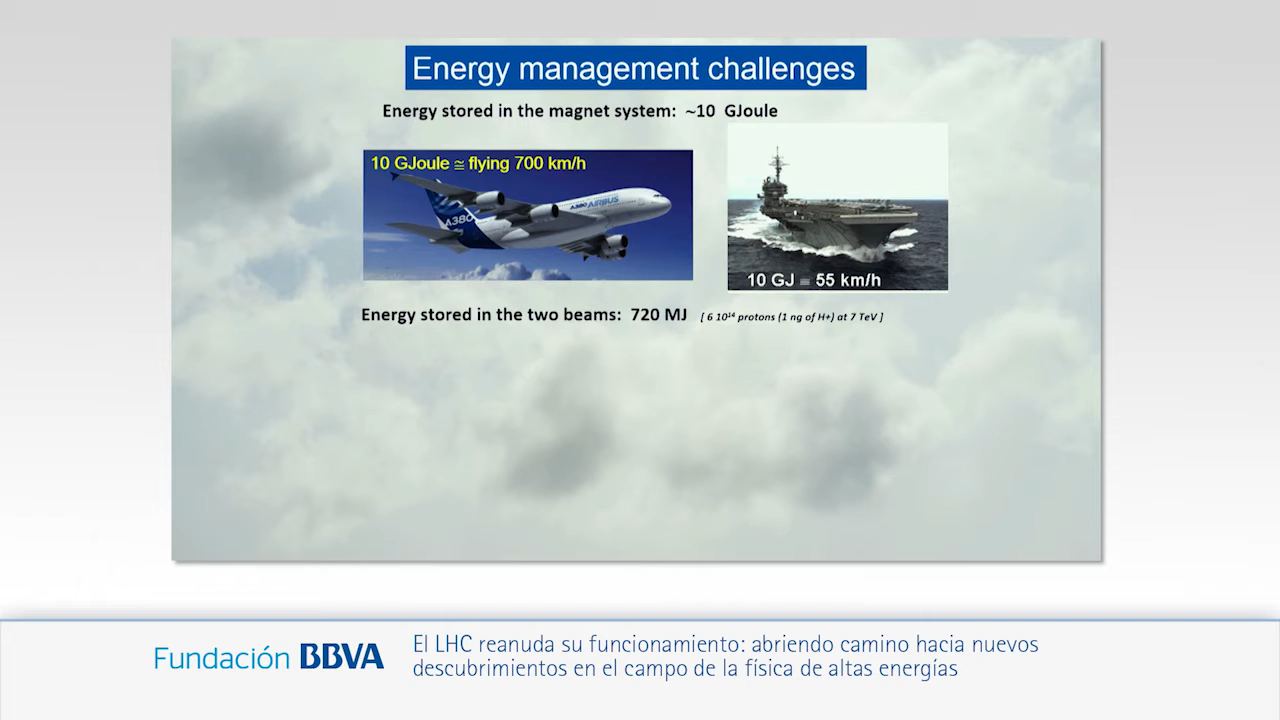 Energy management challenges
Energy stored in the magnet system: ~10 GJoule
10 GJoule ≅ flying 700 km/h
A380 AIRBUS
A380
10 GJ ≅ 55 km/h
Energy stored in the two beams: 720 MJ [ 6 10¹⁴ protons (1 ng of H+) at 7 TeV ]
Fundación BBVA
El LHC reanuda su funcionamiento: abriendo camino hacia nuevos
descubrimientos en el campo de la física de altas energías